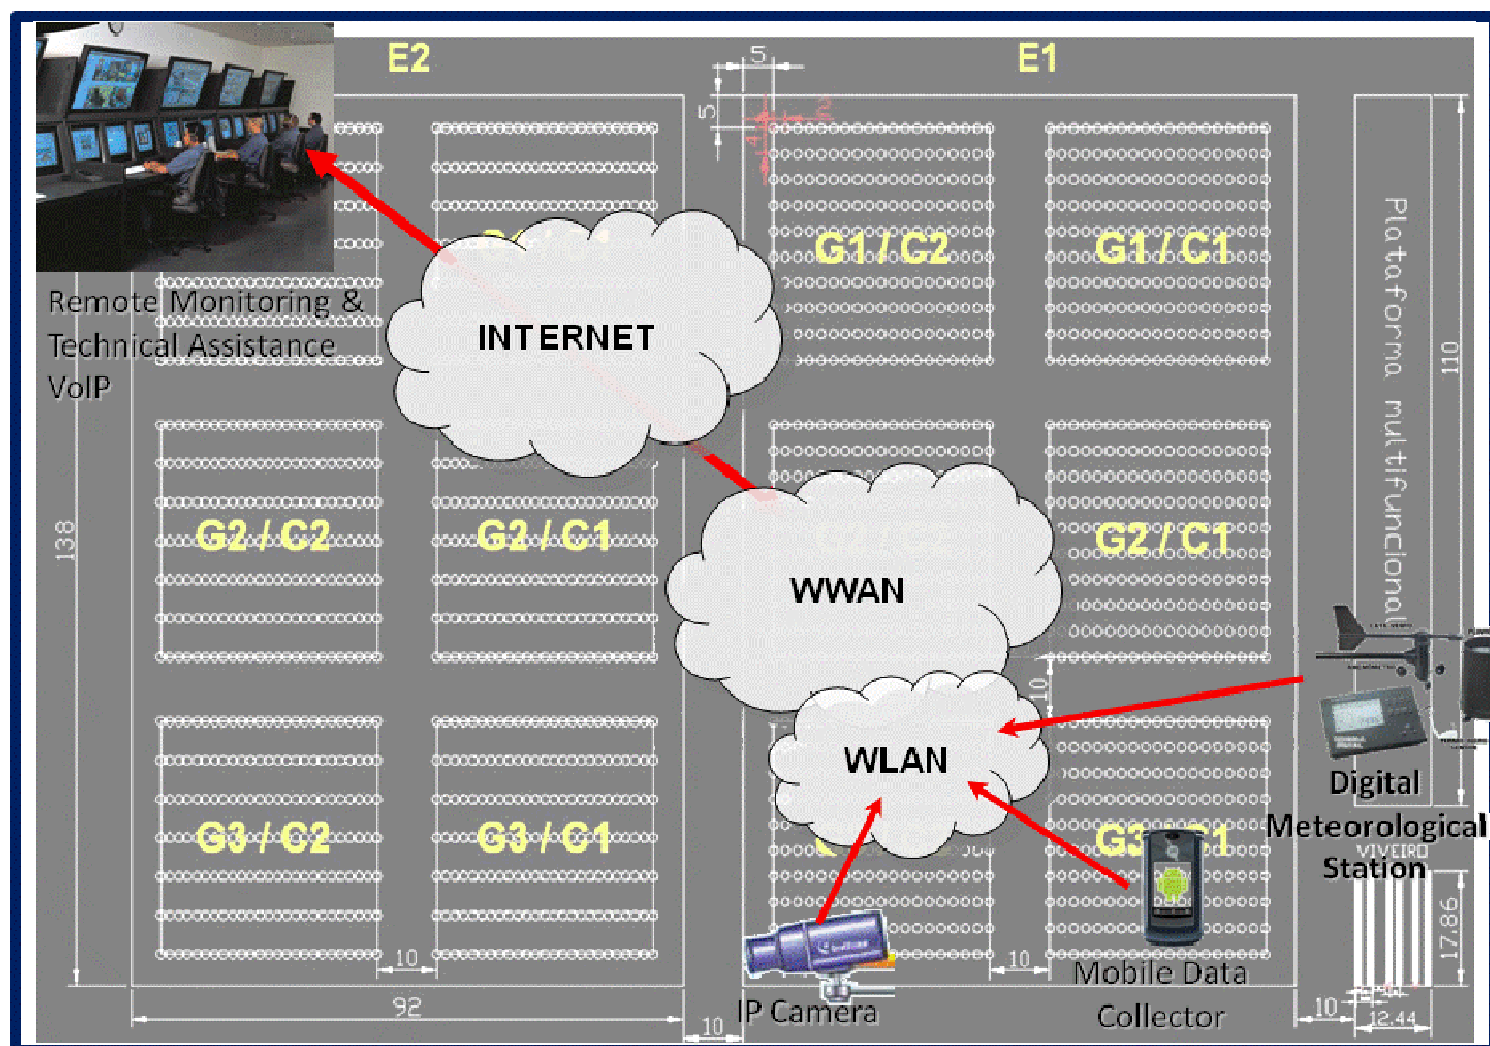 E2
E1
5
5
G1 / C2
G1 / C1
INTERNET
Remote Monitoring &
Technical Assistance
VoIP
Plataforma multifuncional
110
138
G2 / C2
G2 / C1
G2 / C1
WWAN
10
WLAN
Digital
Meteorological
Station
VIVEIRO
G3 / C2
G3 / C1
G3 / C1
17.86
10
10
Mobile Data
Collector
IP Camera
92
10
10
12.44